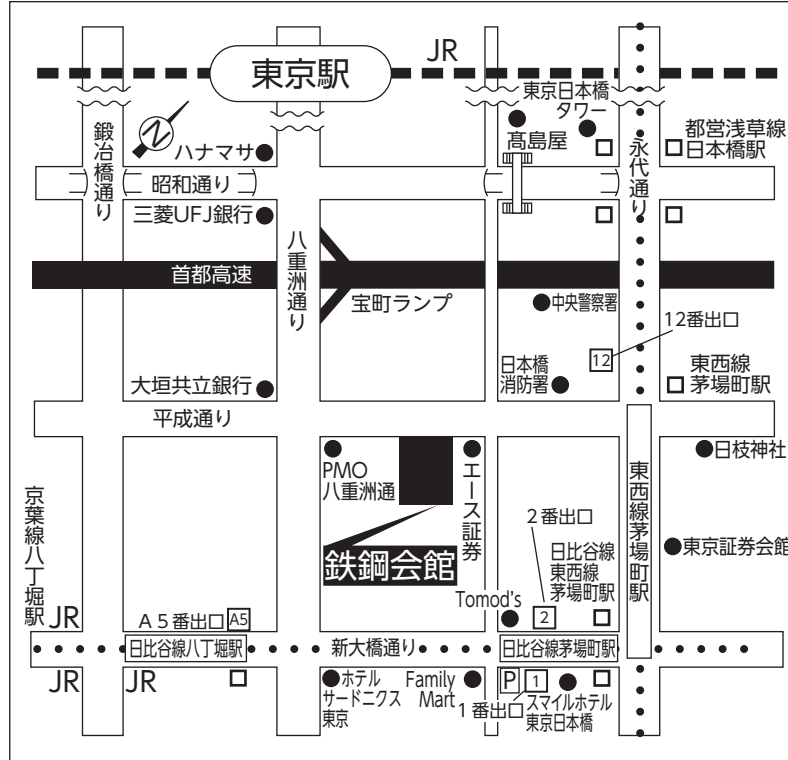 JR
東京駅
東京日本橋
タワー
髙島屋
都営浅草線
日本橋駅
鍛冶橋通り
N
ハナマサ
昭和通り
永代通り
三菱UFJ銀行
八重洲通り
首都高速
宝町ランプ
中央警察署
12番出口
12
日本橋
消防署
東西線
茅場町駅
大垣共立銀行
平成通り
PMO
八重洲通
エース証券
日枝神社
東西線茅場町駅
京葉線八丁堀駅
2番出口
鉄鋼会館
日比谷線
東西線
茅場町駅
東京証券会館
Tomod's
2
JR
A5番出口
A5
日比谷線八丁堀駅
新大橋通り
日比谷線茅場町駅
JR
JR
ホテル
サードニクス
東京
Family
Mart
P
1
1番出口
スマイルホテル
東京日本橋